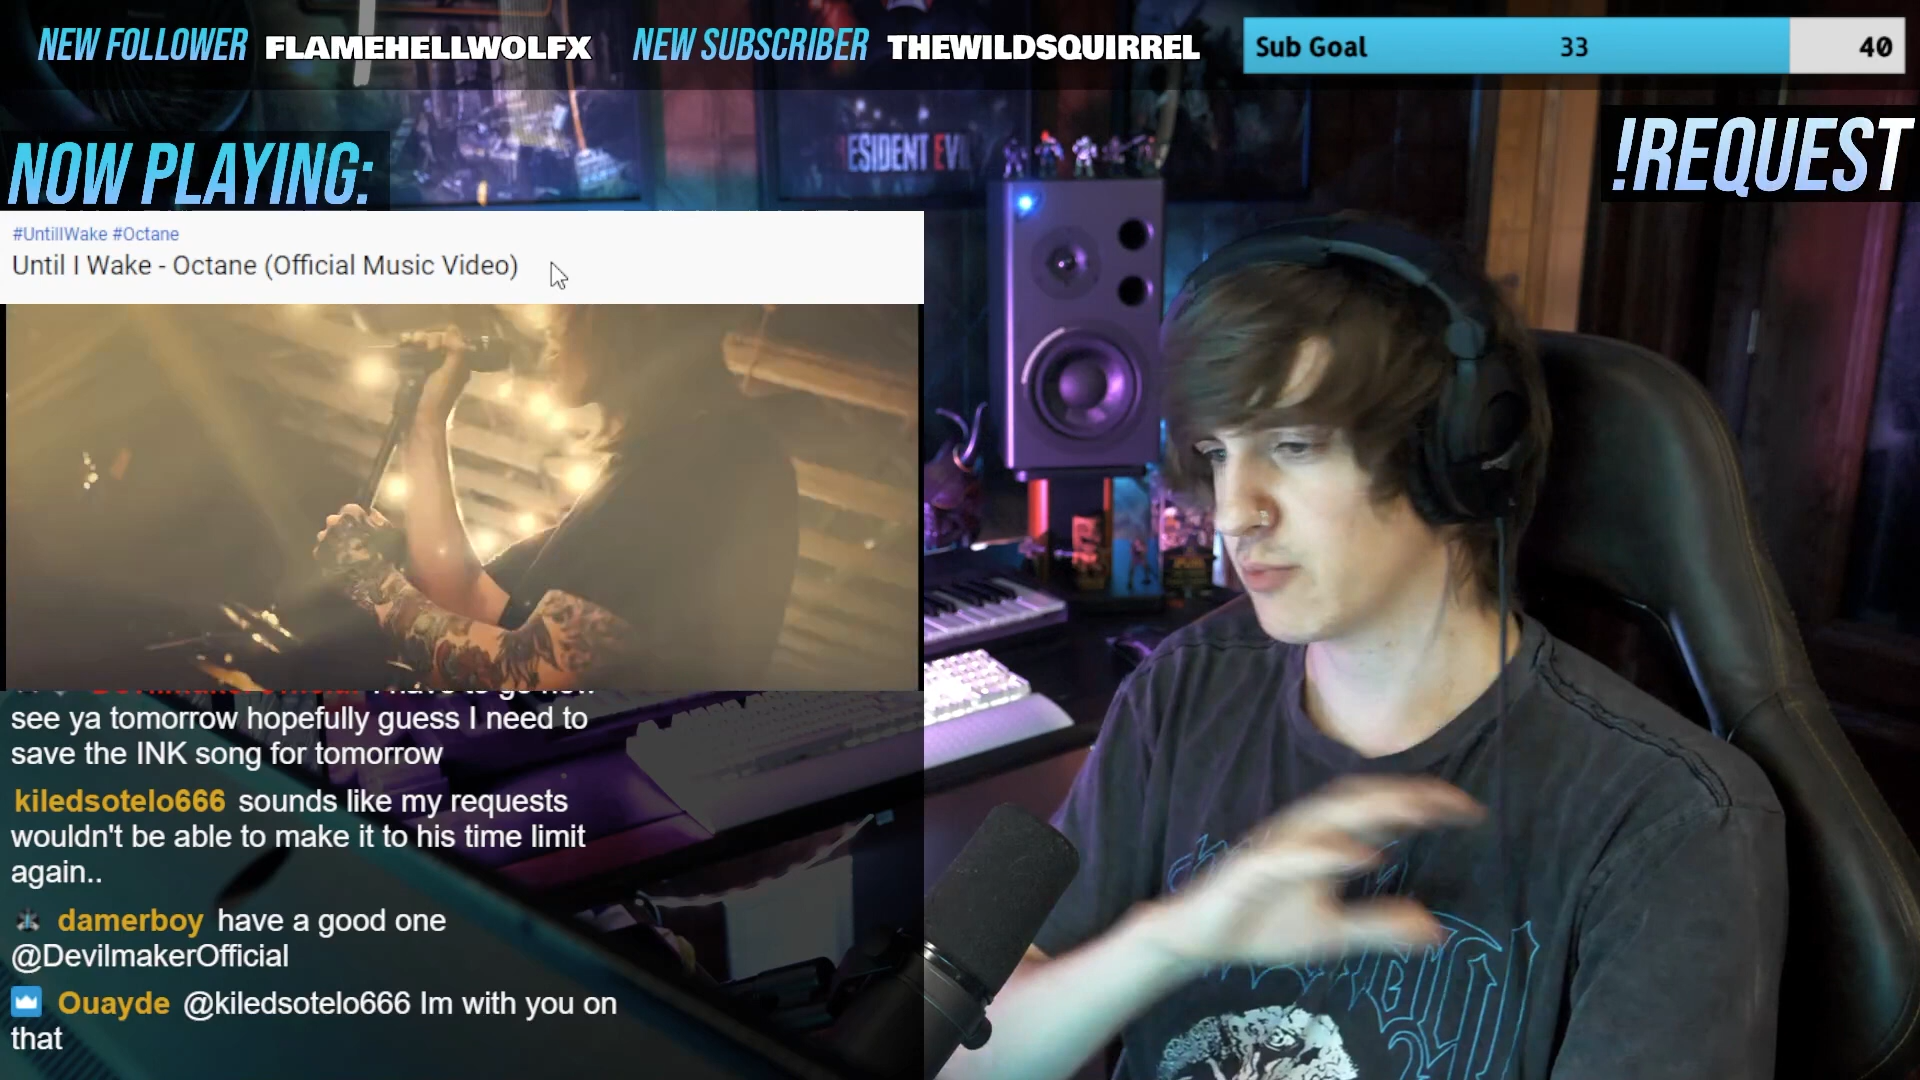 NEW FOLLOWER FLAMEHELLWOLFX NEW SUBSCRIBER THEWILDSQUIRREL Sub Goal 33 40
NOW PLAYING:
!REQUEST
ESIDENT EVI
#UntilIWake #Octane
Until I Wake - Octane (Official Music Video)
see ya tomorrow hopefully guess I need to
save the INK song for tomorrow
kiledsotelo666 sounds like my requests
wouldn't be able to make it to his time limit
again..
damerboy have a good one
@DevilmakerOfficial
Ouayde @kiledsotelo666 Im with you on
that